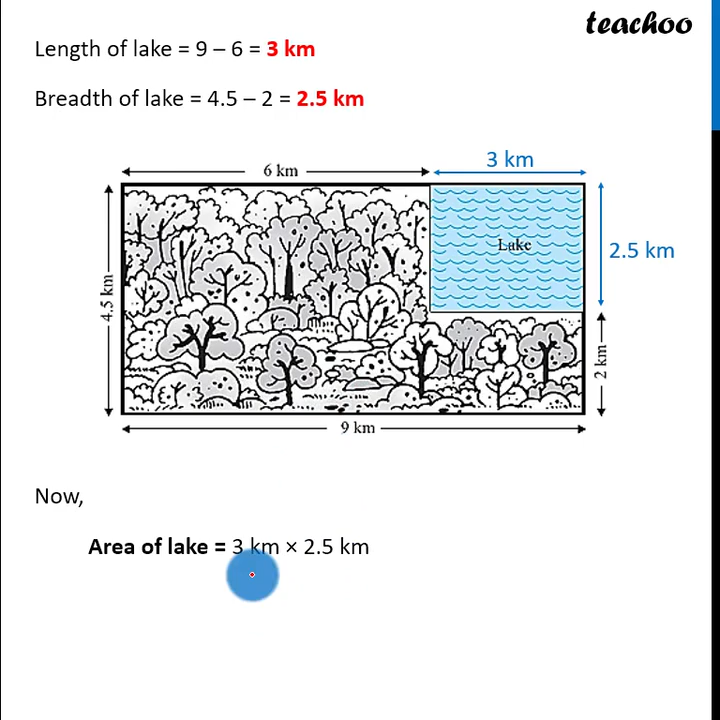 teachoo
Length of lake = 9 – 6 = 3 km
Breadth of lake = 4.5 – 2 = 2.5 km
6 km
3 km
Lake
2.5 km
4.5 km
2 km
9 km
Now,
Area of lake = 3 km × 2.5 km